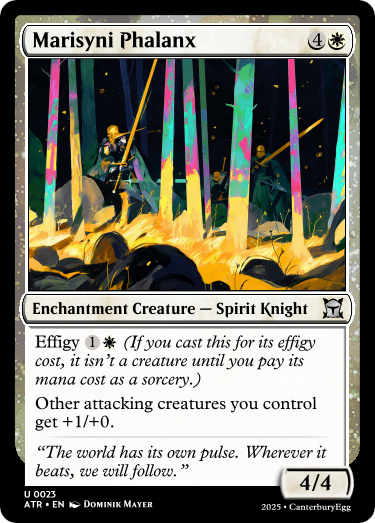 Marisyni Phalanx 4
Enchantment Creature — Spirit Knight
Effigy 1 (If you cast this for its effigy
cost, it isn't a creature until you pay its
mana cost as a sorcery.)
Other attacking creatures you control
get +1/+0.
“The world has its own pulse. Wherever it
beats, we will follow.”
4/4
U 0023
ATR • EN Dominik Mayer
2025 • CanterburyEgg